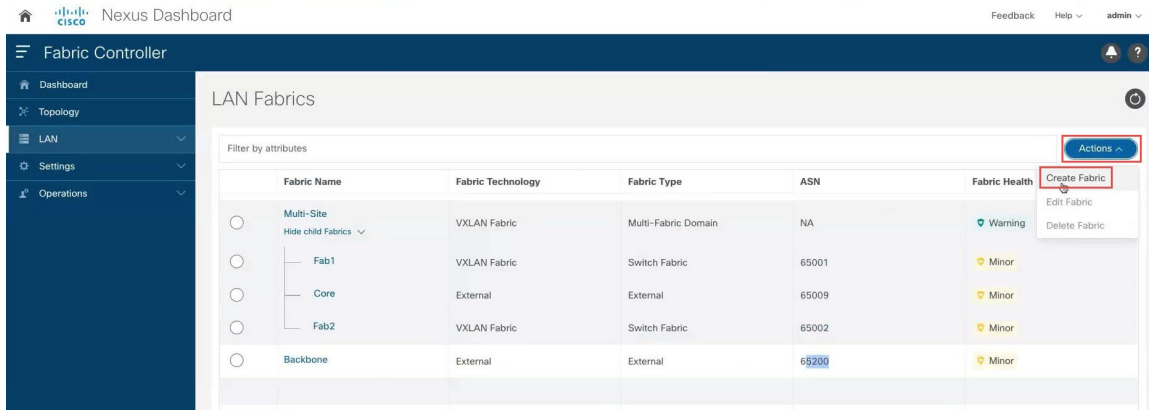 CISCO Nexus Dashboard Feedback Help admin
Fabric Controller ?
Dashboard
Topology
LAN
Settings
Operations
LAN Fabrics
Filter by attributes Actions
Fabric Name Fabric Technology Fabric Type ASN Fabric Health Create Fabric
Edit Fabric
Delete Fabric
Multi-Site VXLAN Fabric Multi-Fabric Domain NA Warning
Hide child Fabrics
Fab1 VXLAN Fabric Switch Fabric 65001 Minor
Core External External 65009 Minor
Fab2 VXLAN Fabric Switch Fabric 65002 Minor
Backbone External External 65200 Minor